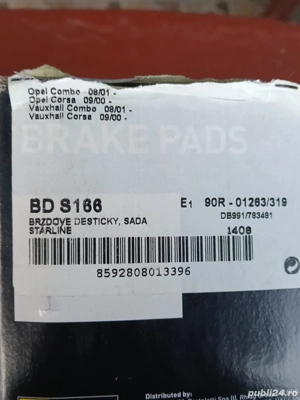 Opel Combo 08/01 -
Opel Corsa 09/00 -
Vauxhall Combo 08/01 -
Vauxhall Corsa 09/00 -
BRAKE PADS
BD S166 E1 90R - 01263/319
BRZDOVE DESTICKY, SADA DB991/763491
STARLINE 1408
8592808013396
Distributed by:
publi24.ro